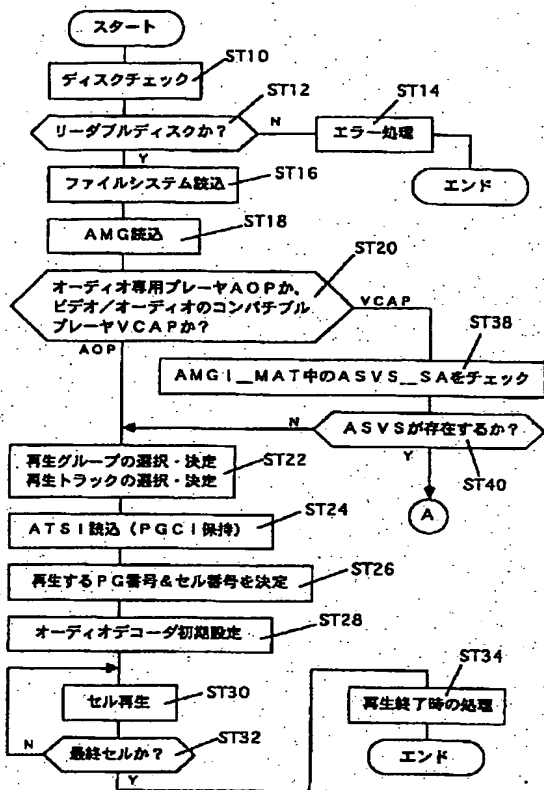 スタート
ST10
ディスクチェック
ST12
リーダブルディスクか?
N
ST14
エラー処理
エンド
Y
ST16
ファイルシステム読込
ST18
AMG読込
ST20
オーディオ専用プレーヤAOPか、
ビデオ/オーディオのコンパチブル
プレーヤVCAPか?
VCAP
AOP
ST38
AMGI__MAT中のASVS__SAをチェック
N
ASVSが存在するか?
Y
ST40
A
再生グループの選択・決定
再生トラックの選択・決定
ST22
ATSI読込(PGCI保持)
ST24
再生するPG番号&セル番号を決定
ST26
オーディオデコーダ初期設定
ST28
セル再生
ST30
N
最終セルか?
ST32
Y
ST34
再生終了時の処理
エンド